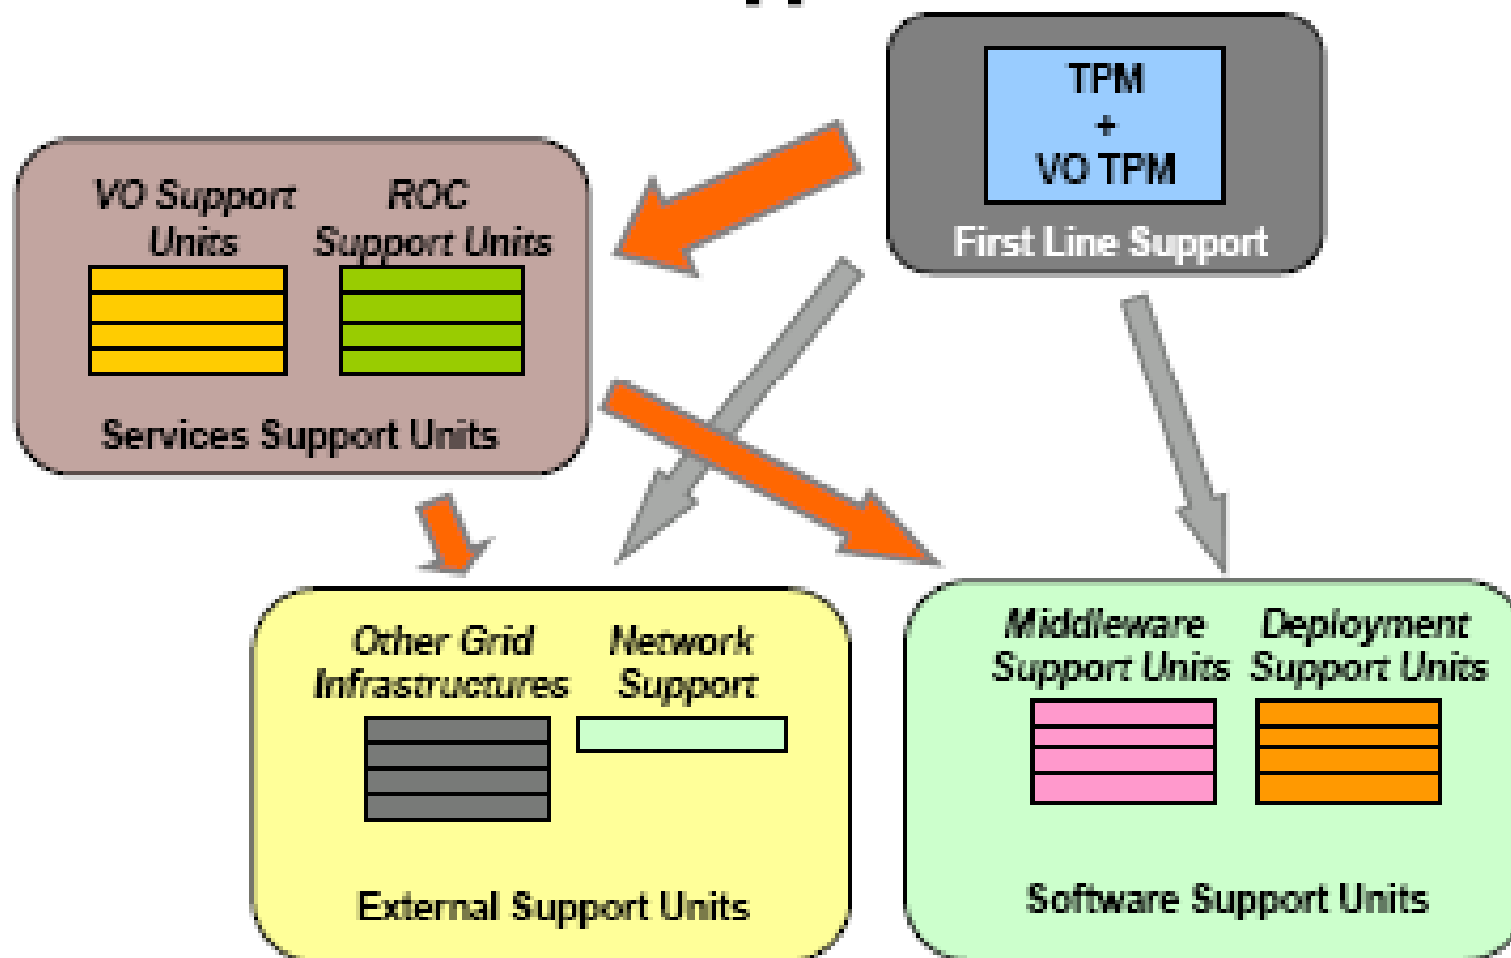 TPM
+
VO TPM
First Line Support
VO Support
Units
ROC
Support Units
Services Support Units
Other Grid
Infrastructures
Network
Support
External Support Units
Middleware
Support Units
Deployment
Support Units
Software Support Units